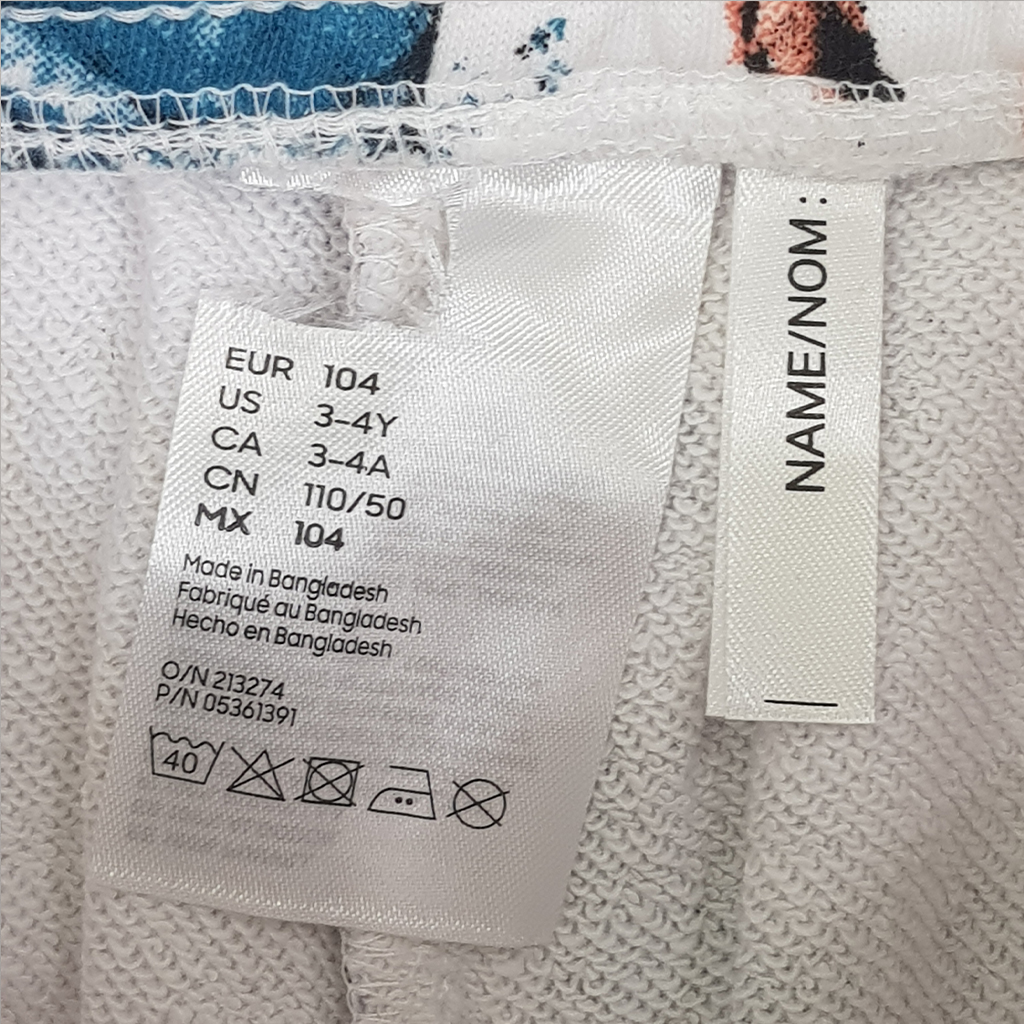 EUR 104
US 3-4Y
CA 3-4A
CN 110/50
MX 104
Made in Bangladesh
Fabriqué au Bangladesh
Hecho en Bangladesh
O/N 213274
P/N 05361391
40
NAME/NOM :